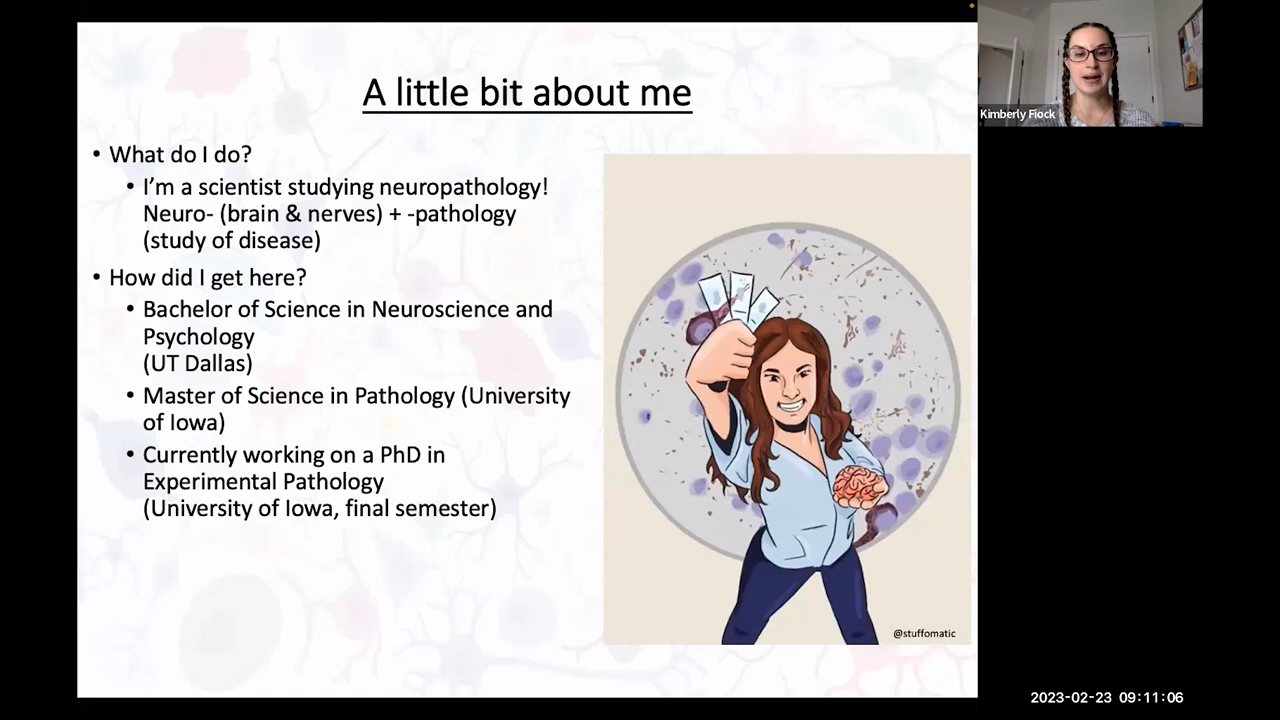 A little bit about me
• What do I do?
• I'm a scientist studying neuropathology!
Neuro- (brain & nerves) + -pathology
(study of disease)
• How did I get here?
• Bachelor of Science in Neuroscience and
Psychology
(UT Dallas)
• Master of Science in Pathology (University
of Iowa)
• Currently working on a PhD in
Experimental Pathology
(University of Iowa, final semester)
@stuffomatic
Kimberly Fiock
2023-02-23 09:11:06